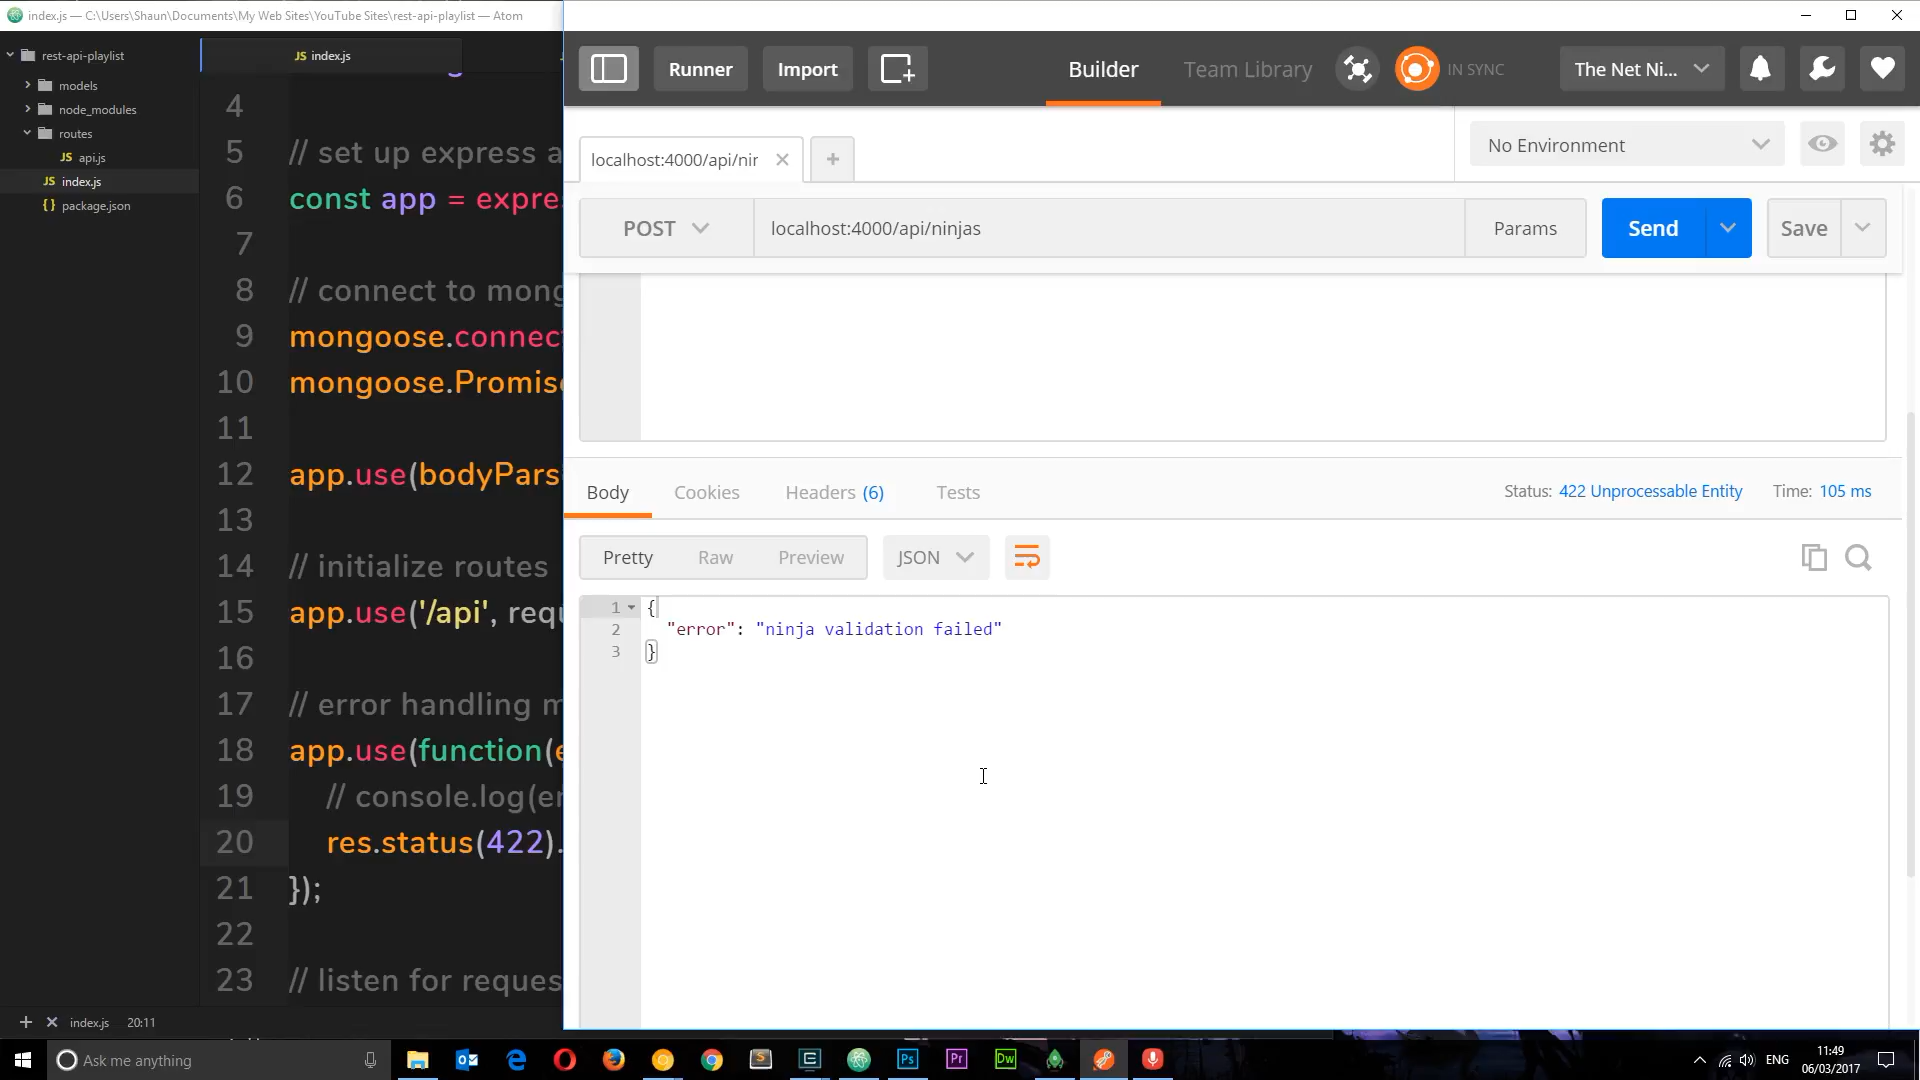 index.js — C:\Users\Shaun\Documents\My Web Sites\YouTube Sites\rest-api-playlist — Atom
rest-api-playlist
models
node_modules
routes
JS api.js
JS index.js
{} package.json
JS index.js
4
5 // set up express a
6 const app = expre
7
8 // connect to mong
9 mongoose.connec
10 mongoose.Promis
11
12 app.use(bodyPars
13
14 // initialize routes
15 app.use('/api', requ
16
17 // error handling m
18 app.use(function(e
19 // console.log(er
20 res.status(422).
21 });
22
23 // listen for reques
index.js 20:11
Runner
Import
Builder
Team Library
IN SYNC
The Net Ni...
localhost:4000/api/nir
No Environment
POST
localhost:4000/api/ninjas
Params
Send
Save
Body
Cookies
Headers (6)
Tests
Status: 422 Unprocessable Entity
Time: 105 ms
Pretty
Raw
Preview
JSON
1 {
2 "error": "ninja validation failed"
3 }
Ask me anything
Ps
Pr
Dw
ENG
11:49
06/03/2017